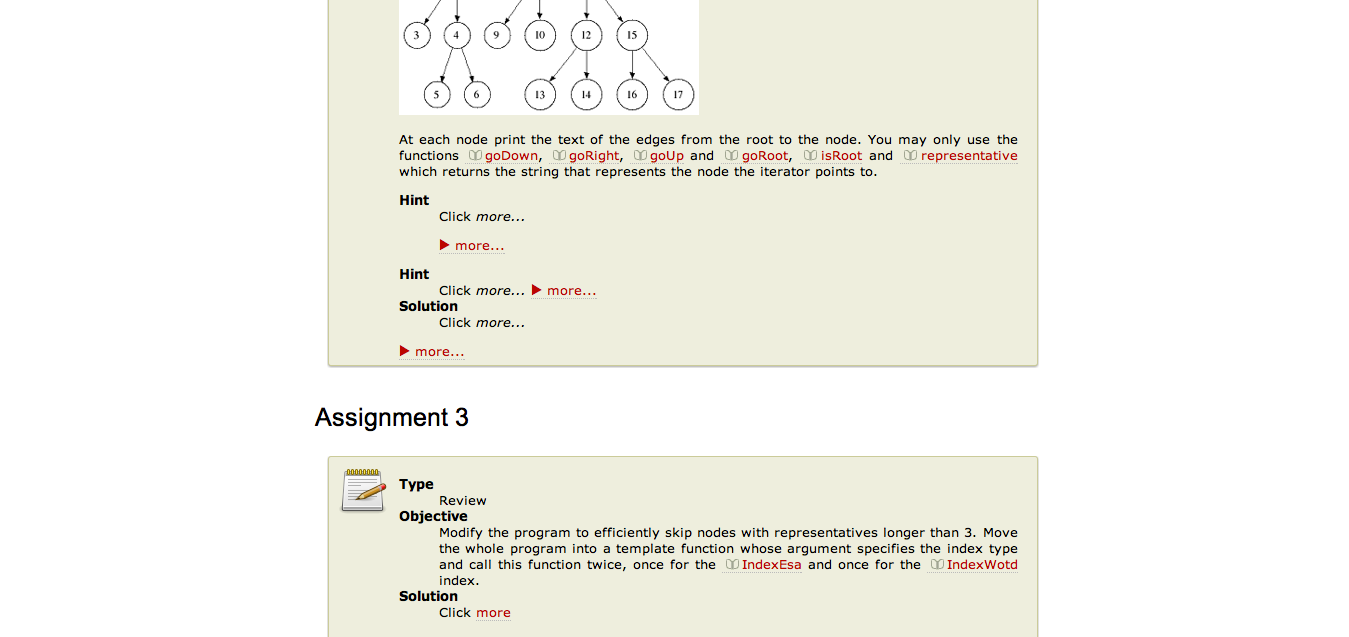 3 4 9 10 12 15
5 6 13 14 16 17
At each node print the text of the edges from the root to the node. You may only use the
functions goDown, goRight, goUp and goRoot, isRoot and representative
which returns the string that represents the node the iterator points to.
Hint
Click more...
more...
Hint
Click more... more...
Solution
Click more...
more...
Assignment 3
Type
Review
Objective
Modify the program to efficiently skip nodes with representatives longer than 3. Move
the whole program into a template function whose argument specifies the index type
and call this function twice, once for the IndexEsa and once for the IndexWotd
index.
Solution
Click more